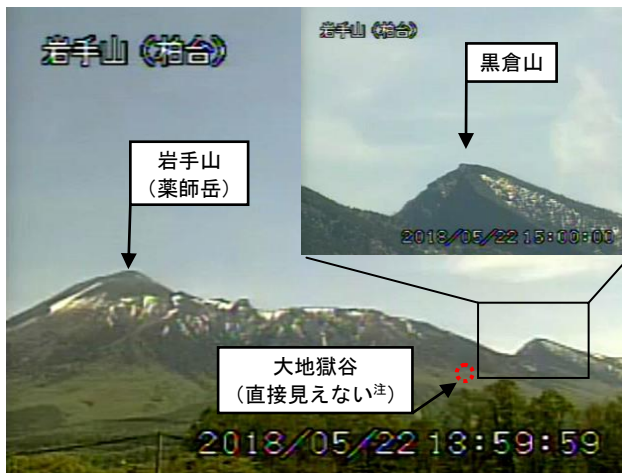 岩手山（柏台）
岩手山（柏台）
黒倉山
岩手山
（薬師岳）
2018/05/22 15:00:00
大地獄谷
（直接見えない注）
2018/05/22 13:59:59